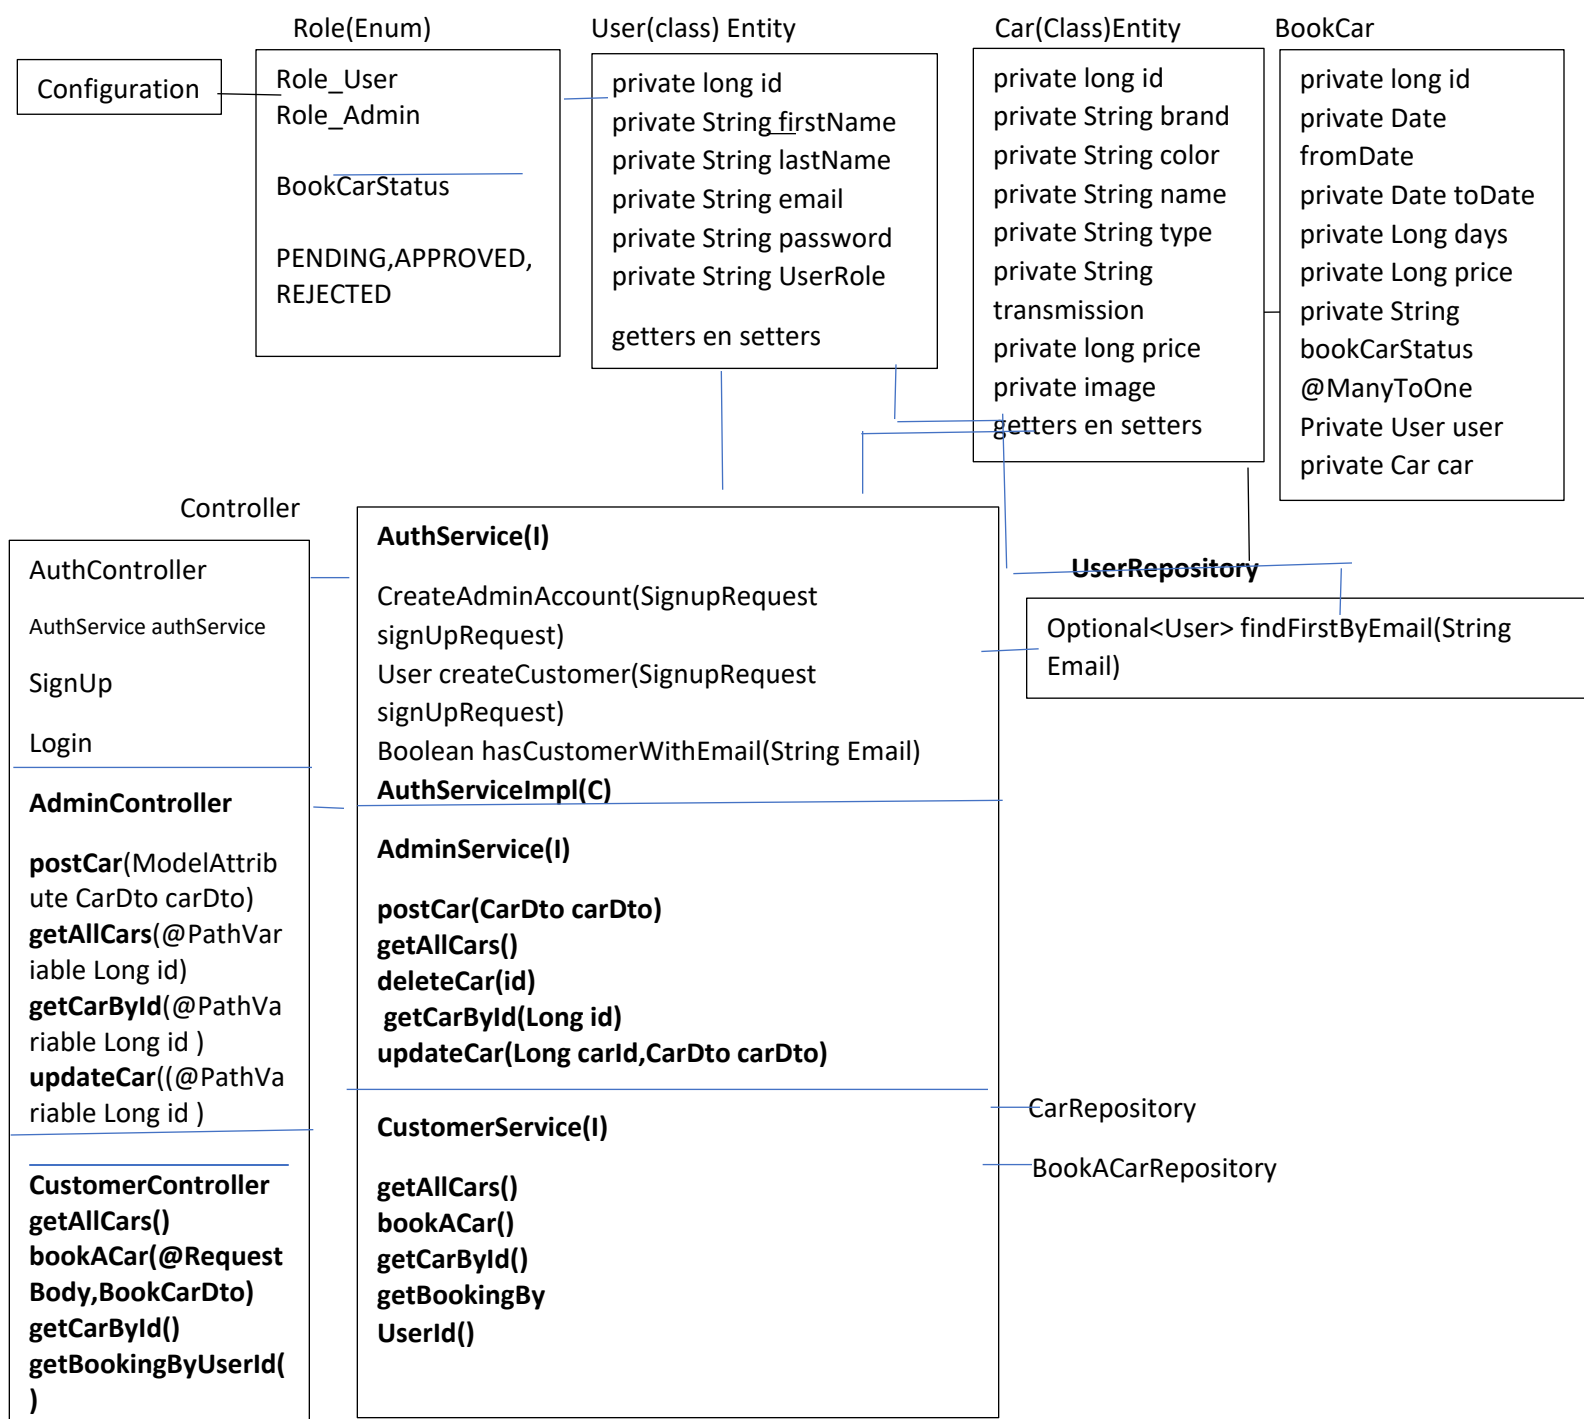 Role(Enum)
User(class) Entity
Car(Class)Entity
BookCar
Configuration
Role_User
Role_Admin
BookCarStatus
PENDING,APPROVED,
REJECTED
private long id
private String firstName
private String lastName
private String email
private String password
private String UserRole
getters en setters
private long id
private String brand
private String color
private String name
private String type
private String
transmission
private long price
private image
getters en setters
private long id
private Date
fromDate
private Date toDate
private Long days
private Long price
private String
bookCarStatus
@ManyToOne
Private User user
private Car car
Controller
AuthController
AuthService authService
SignUp
Login
AdminController
postCar(ModelAttrib
ute CarDto carDto)
getAllCars(@PathVar
iable Long id)
getCarById(@PathVa
riable Long id )
updateCar((@PathVa
riable Long id )
CustomerController
getAllCars()
bookACar(@Request
Body,BookCarDto)
getCarById()
getBookingByUserId(
)
AuthService(I)
CreateAdminAccount(SignupRequest
signUpRequest)
User createCustomer(SignupRequest
signUpRequest)
Boolean hasCustomerWithEmail(String Email)
AuthServiceImpl(C)
AdminService(I)
postCar(CarDto carDto)
getAllCars()
deleteCar(id)
getCarById(Long id)
updateCar(Long carId,CarDto carDto)
CustomerService(I)
getAllCars()
bookACar()
getCarById()
getBookingBy
UserId()
UserRepository
Optional<User> findFirstByEmail(String
Email)
CarRepository
BookACarRepository